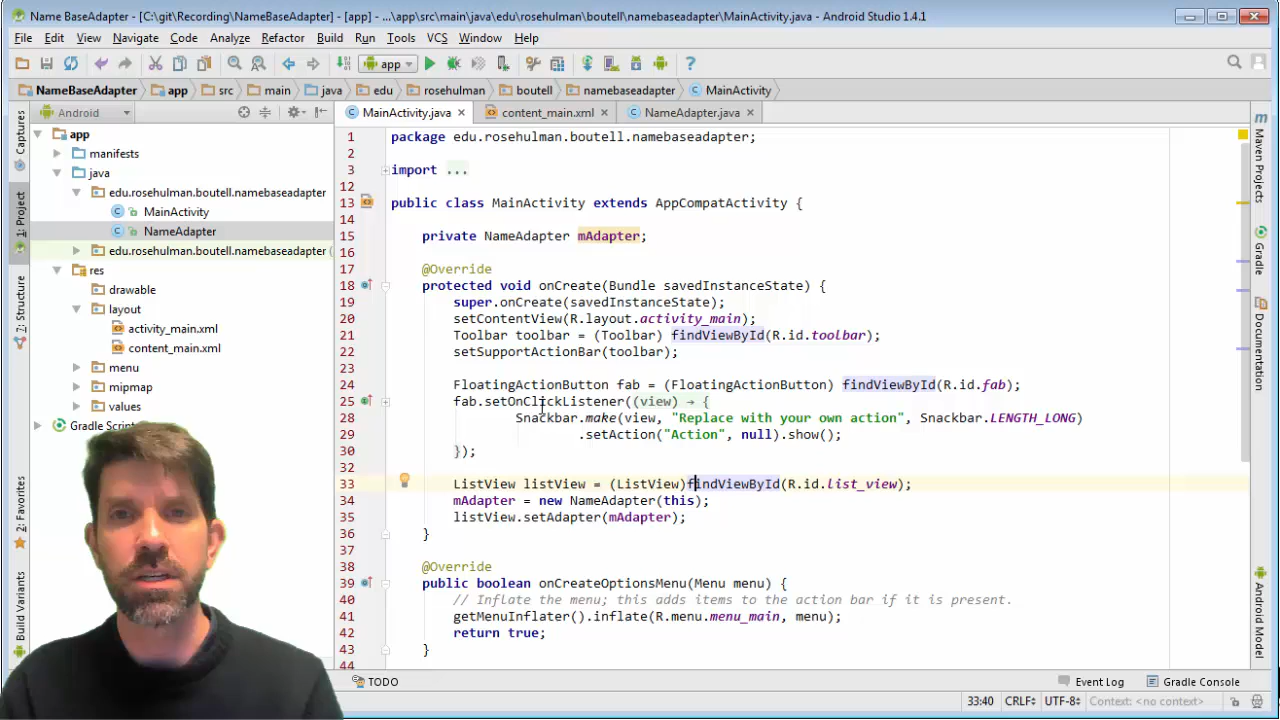 Name BaseAdapter - [C:\git\Recording\NameBaseAdapter] - [app] - ...\app\src\main\java\edu\rosehulman\boutell\namebaseadapter\MainActivity.java - Android Studio 1.4.1
File Edit View Navigate Code Analyze Refactor Build Run Tools VCS Window Help
app
NameBaseAdapter app src main java edu rosehulman boutell namebaseadapter MainActivity
Android
MainActivity.java content_main.xml NameAdapter.java
Captures
1: Project
7: Structure
2: Favorites
Build Variants
app
manifests
java
edu.rosehulman.boutell.namebaseadapter
MainActivity
NameAdapter
edu.rosehulman.boutell.namebaseadapter (
res
drawable
layout
activity_main.xml
content_main.xml
menu
mipmap
values
Gradle Scrip
1 package edu.rosehulman.boutell.namebaseadapter;
2
3 import ...
12
13 public class MainActivity extends AppCompatActivity {
14
15 private NameAdapter mAdapter;
16
17 @Override
18 protected void onCreate(Bundle savedInstanceState) {
19 super.onCreate(savedInstanceState);
20 setContentView(R.layout.activity_main);
21 Toolbar toolbar = (Toolbar) findViewById(R.id.toolbar);
22 setSupportActionBar(toolbar);
23
24 FloatingActionButton fab = (FloatingActionButton) findViewById(R.id.fab);
25 fab.setOnClickListener((view) → {
28 Snackbar.make(view, "Replace with your own action", Snackbar.LENGTH_LONG)
29 .setAction("Action", null).show();
30 });
32
33 ListView listView = (ListView)findViewById(R.id.list_view);
34 mAdapter = new NameAdapter(this);
35 listView.setAdapter(mAdapter);
36 }
37
38 @Override
39 public boolean onCreateOptionsMenu(Menu menu) {
40 // Inflate the menu; this adds items to the action bar if it is present.
41 getMenuInflater().inflate(R.menu.menu_main, menu);
42 return true;
43 }
44
Maven Projects
Gradle
Documentation
Android Model
TODO
Event Log Gradle Console
33:40 CRLF UTF-8 Context: <no context>